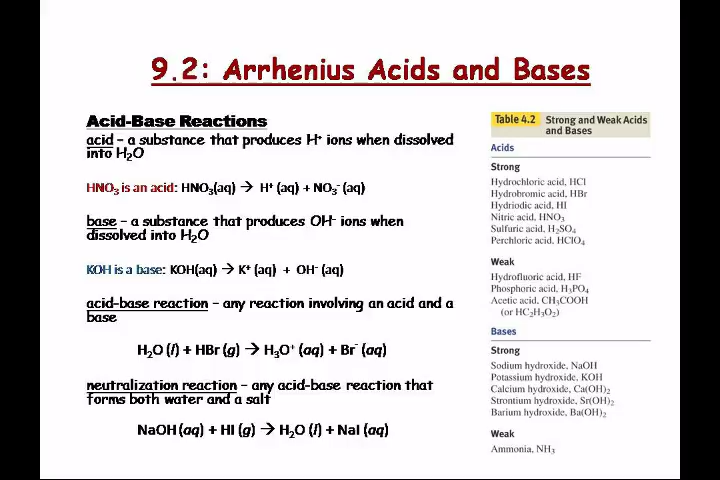 9.2: Arrhenius Acids and Bases
Acid-Base Reactions
acid – a substance that produces H⁺ ions when dissolved
into H₂O
HNO₃ is an acid: HNO₃(aq) → H⁺ (aq) + NO₃⁻ (aq)
base – a substance that produces OH⁻ ions when
dissolved into H₂O
KOH is a base: KOH(aq) → K⁺ (aq) + OH⁻ (aq)
acid-base reaction – any reaction involving an acid and a
base
H₂O (l) + HBr (g) → H₃O⁺ (aq) + Br⁻ (aq)
neutralization reaction – any acid-base reaction that
forms both water and a salt
NaOH (aq) + HI (g) → H₂O (l) + NaI (aq)
Table 4.2 Strong and Weak Acids
and Bases
Acids
Strong
Hydrochloric acid, HCl
Hydrobromic acid, HBr
Hydriodic acid, HI
Nitric acid, HNO₃
Sulfuric acid, H₂SO₄
Perchloric acid, HClO₄
Weak
Hydrofluoric acid, HF
Phosphoric acid, H₃PO₄
Acetic acid, CH₃COOH
(or HC₂H₃O₂)
Bases
Strong
Sodium hydroxide, NaOH
Potassium hydroxide, KOH
Calcium hydroxide, Ca(OH)₂
Strontium hydroxide, Sr(OH)₂
Barium hydroxide, Ba(OH)₂
Weak
Ammonia, NH₃